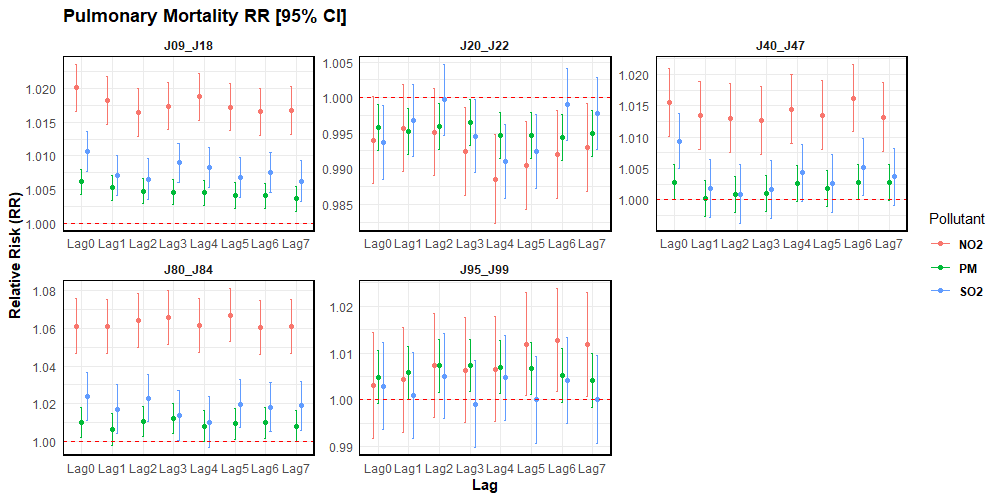 Pulmonary Mortality RR [95% CI]
J09_J18
J20_J22
J40_J47
1.020
1.015
1.010
1.005
1.000
1.005
1.000
0.995
0.990
0.985
1.020
1.015
1.010
1.005
1.000
Lag0 Lag1 Lag2 Lag3 Lag4 Lag5 Lag6 Lag7
Lag0 Lag1 Lag2 Lag3 Lag4 Lag5 Lag6 Lag7
Lag0 Lag1 Lag2 Lag3 Lag4 Lag5 Lag6 Lag7
Relative Risk (RR)
J80_J84
J95_J99
1.08
1.06
1.04
1.02
1.00
1.02
1.01
1.00
0.99
Lag0 Lag1 Lag2 Lag3 Lag4 Lag5 Lag6 Lag7
Lag0 Lag1 Lag2 Lag3 Lag4 Lag5 Lag6 Lag7
Lag
Pollutant
NO2
PM
SO2